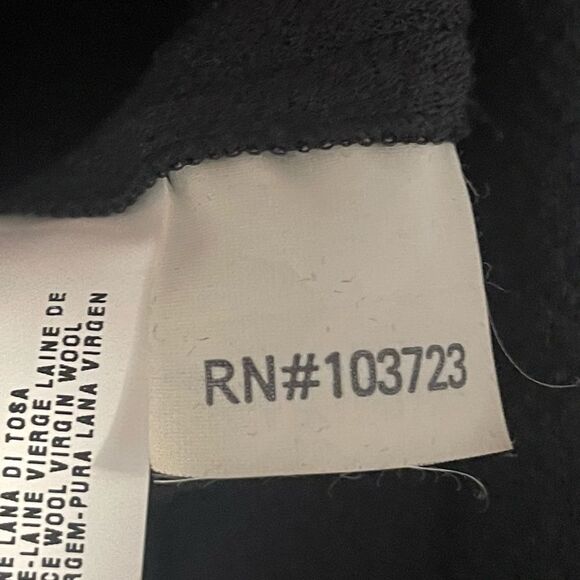 RN#103723
LANA DI TOSA
LAINE VIERGE LAINE DE
WOOL VIRGIN WOOL
PURA LANA VIRGEN